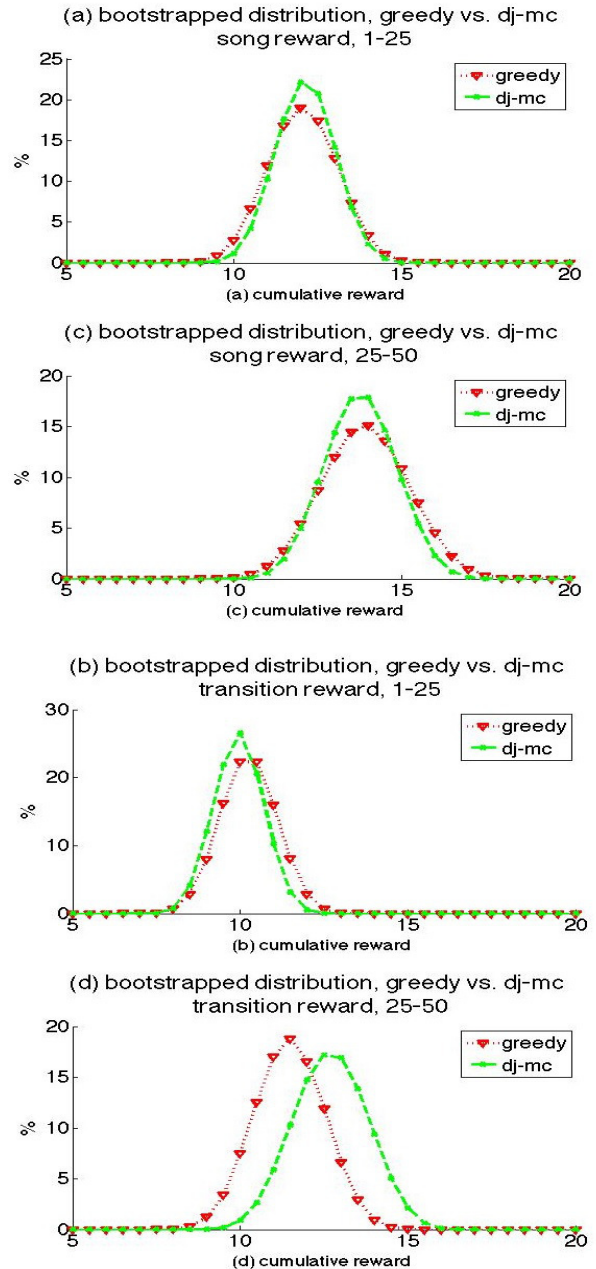 (a) bootstrapped distribution, greedy vs. dj-mc
song reward, 1-25
25
20
15
10
5
0
%
greedy
dj-mc
5 10 15 20
(a) cumulative reward
(c) bootstrapped distribution, greedy vs. dj-mc
song reward, 25-50
20
15
10
5
0
%
greedy
dj-mc
5 10 15 20
(c) cumulative reward
(b) bootstrapped distribution, greedy vs. dj-mc
transition reward, 1-25
30
20
10
0
%
greedy
dj-mc
5 10 15 20
(b) cumulative reward
(d) bootstrapped distribution, greedy vs. dj-mc
transition reward, 25-50
20
15
10
5
0
%
greedy
dj-mc
5 10 15 20
(d) cumulative reward